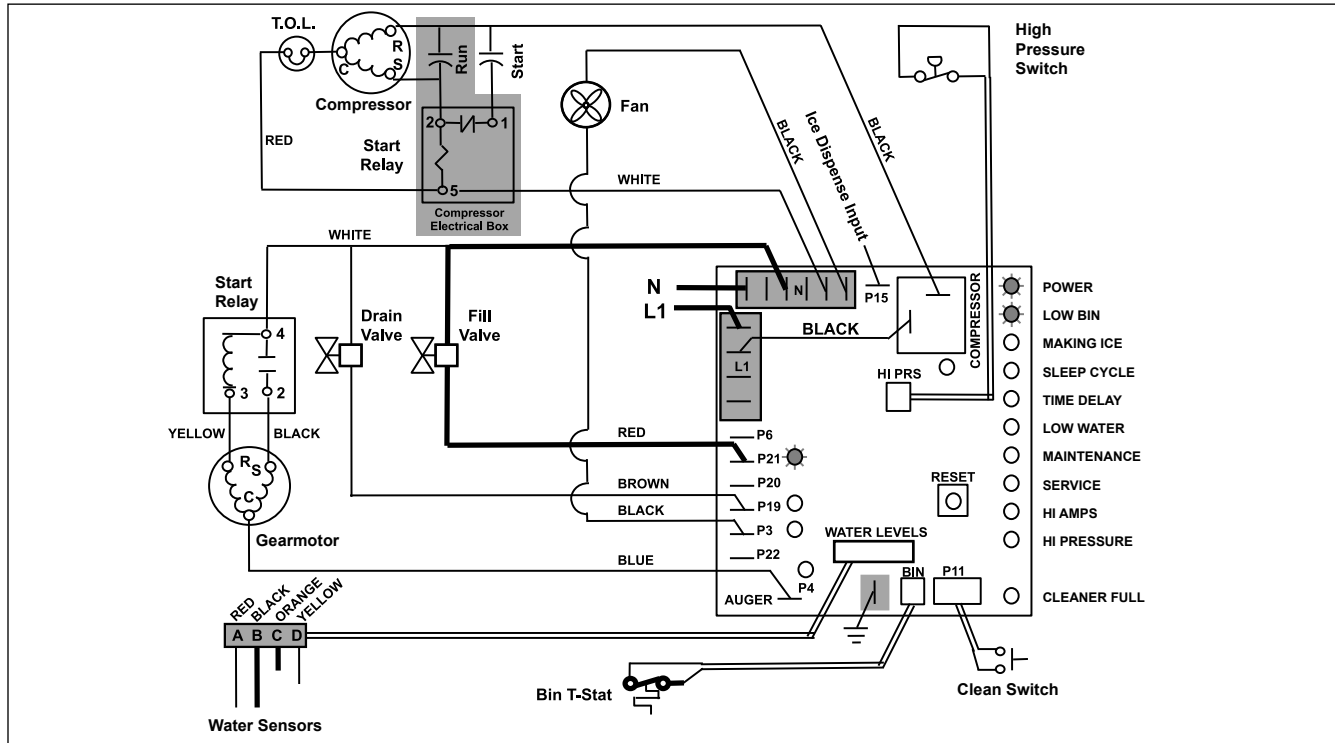 T.O.L.
R
S
C
Compressor
Run
Start
2
1
Start
Relay
5
Compressor
Electrical Box
RED
WHITE
Fan
BLACK
Ice Dispense Input
BLACK
High
Pressure
Switch
WHITE
Start
Relay
4
3
2
YELLOW
BLACK
R
S
C
Gearmotor
Drain
Valve
Fill
Valve
N
L1
N
P15
BLACK
L1
COMPRESSOR
HI PRS
POWER
LOW BIN
MAKING ICE
SLEEP CYCLE
TIME DELAY
LOW WATER
MAINTENANCE
SERVICE
HI AMPS
HI PRESSURE
CLEANER FULL
RED
P6
P21
BROWN
P20
P19
BLACK
P3
P22
BLUE
P4
AUGER
RESET
WATER LEVELS
BIN
P11
RED
BLACK
ORANGE
YELLOW
A B C D
Water Sensors
Bin T-Stat
Clean Switch